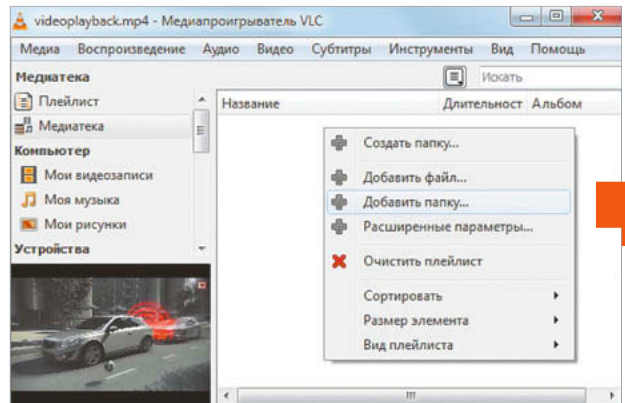 videoplayback.mp4 - Медиапроигрыватель VLC
Медиа Воспроизведение Аудио Видео Субтитры Инструменты Вид Помощь
Медиатека
Искать
Плейлист
Название Длительност Альбом
Медиатека
Компьютер
Мои видеозаписи
Моя музыка
Мои рисунки
Устройства
Создать папку...
Добавить файл...
Добавить папку...
Расширенные параметры...
Очистить плейлист
Сортировать
Размер элемента
Вид плейлиста